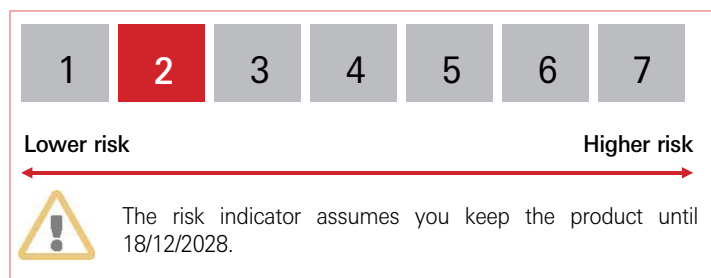 1 2 3 4 5 6 7
Lower risk Higher risk
The risk indicator assumes you keep the product until
18/12/2028.